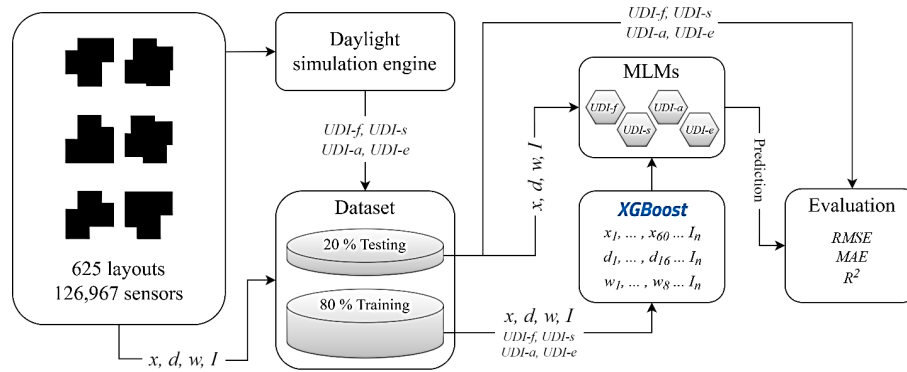 625 layouts
126,967 sensors
x, d, w, I
Daylight
simulation engine
UDI-f, UDI-s
UDI-a, UDI-e
Dataset
20 % Testing
80 % Training
x, d, w, I
UDI-f, UDI-s
UDI-a, UDI-e
x, d, w, I
UDI-f, UDI-s
UDI-a, UDI-e
MLMs
UDI-f
UDI-a
UDI-s
UDI-e
XGBoost
x1, ... , x60 ... In
d1, ... , d16 ... In
w1, ... , w8 ... In
Prediction
Evaluation
RMSE
MAE
R²